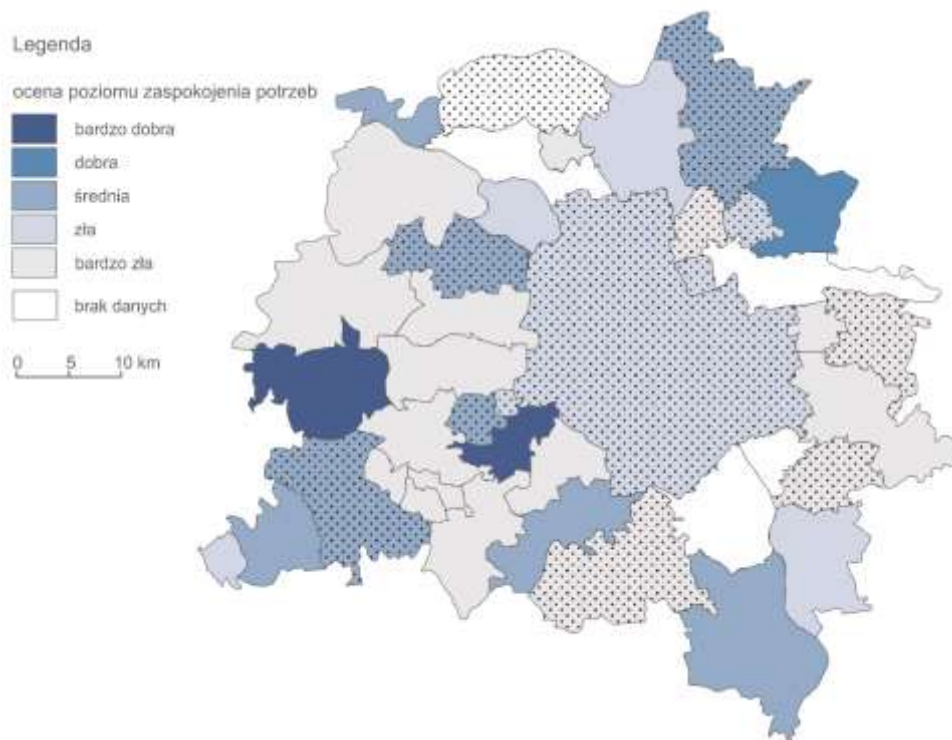 Legenda
ocena poziomu zaspokojenia potrzeb
bardzo dobra
dobra
średnia
zła
bardzo zła
brak danych
0 5 10 km